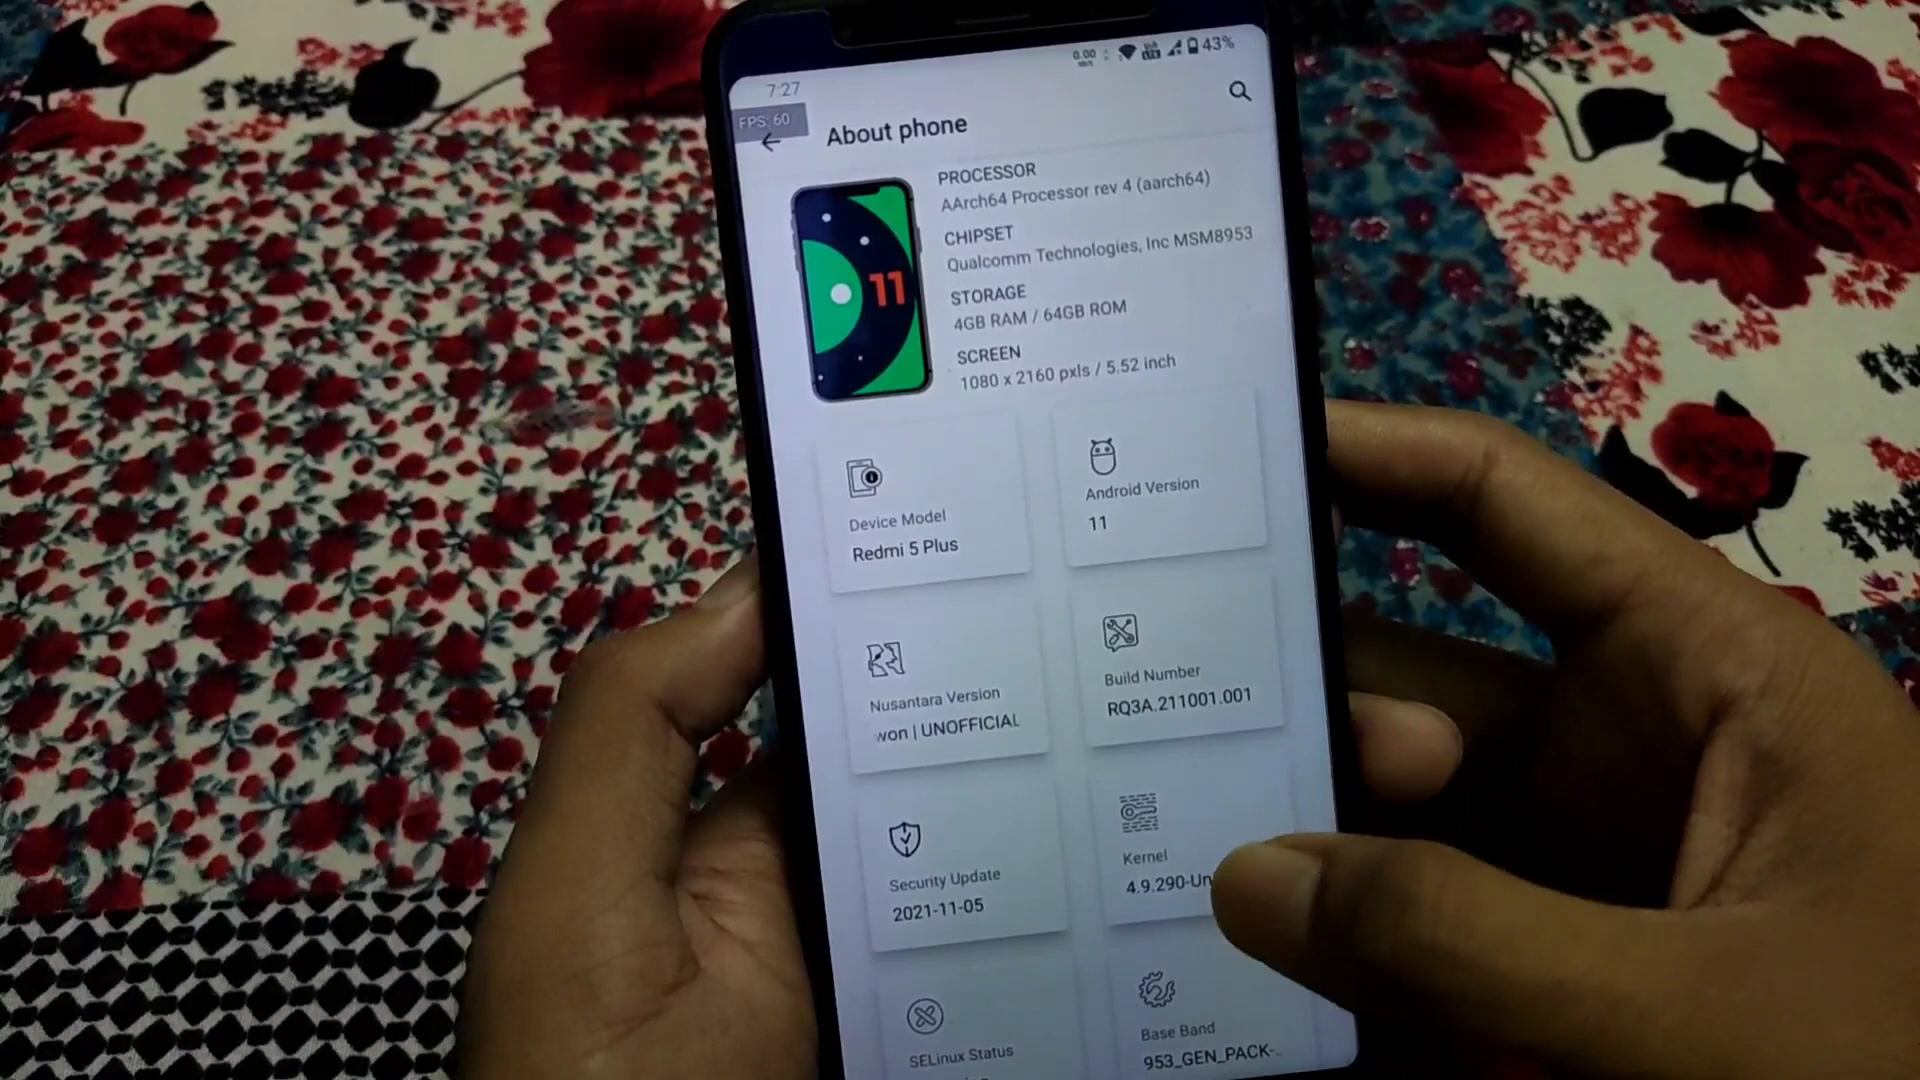 7:27
0.00
43%
FPS: 60
About phone
PROCESSOR
AArch64 Processor rev 4 (aarch64)
CHIPSET
Qualcomm Technologies, Inc MSM8953
STORAGE
4GB RAM / 64GB ROM
SCREEN
1080 x 2160 pxls / 5.52 inch
11
Device Model
Redmi 5 Plus
Android Version
11
Nusantara Version
won | UNOFFICIAL
Build Number
RQ3A.211001.001
Security Update
2021-11-05
Kernel
4.9.290-Un
SELinux Status
Base Band
953_GEN_PACK-..